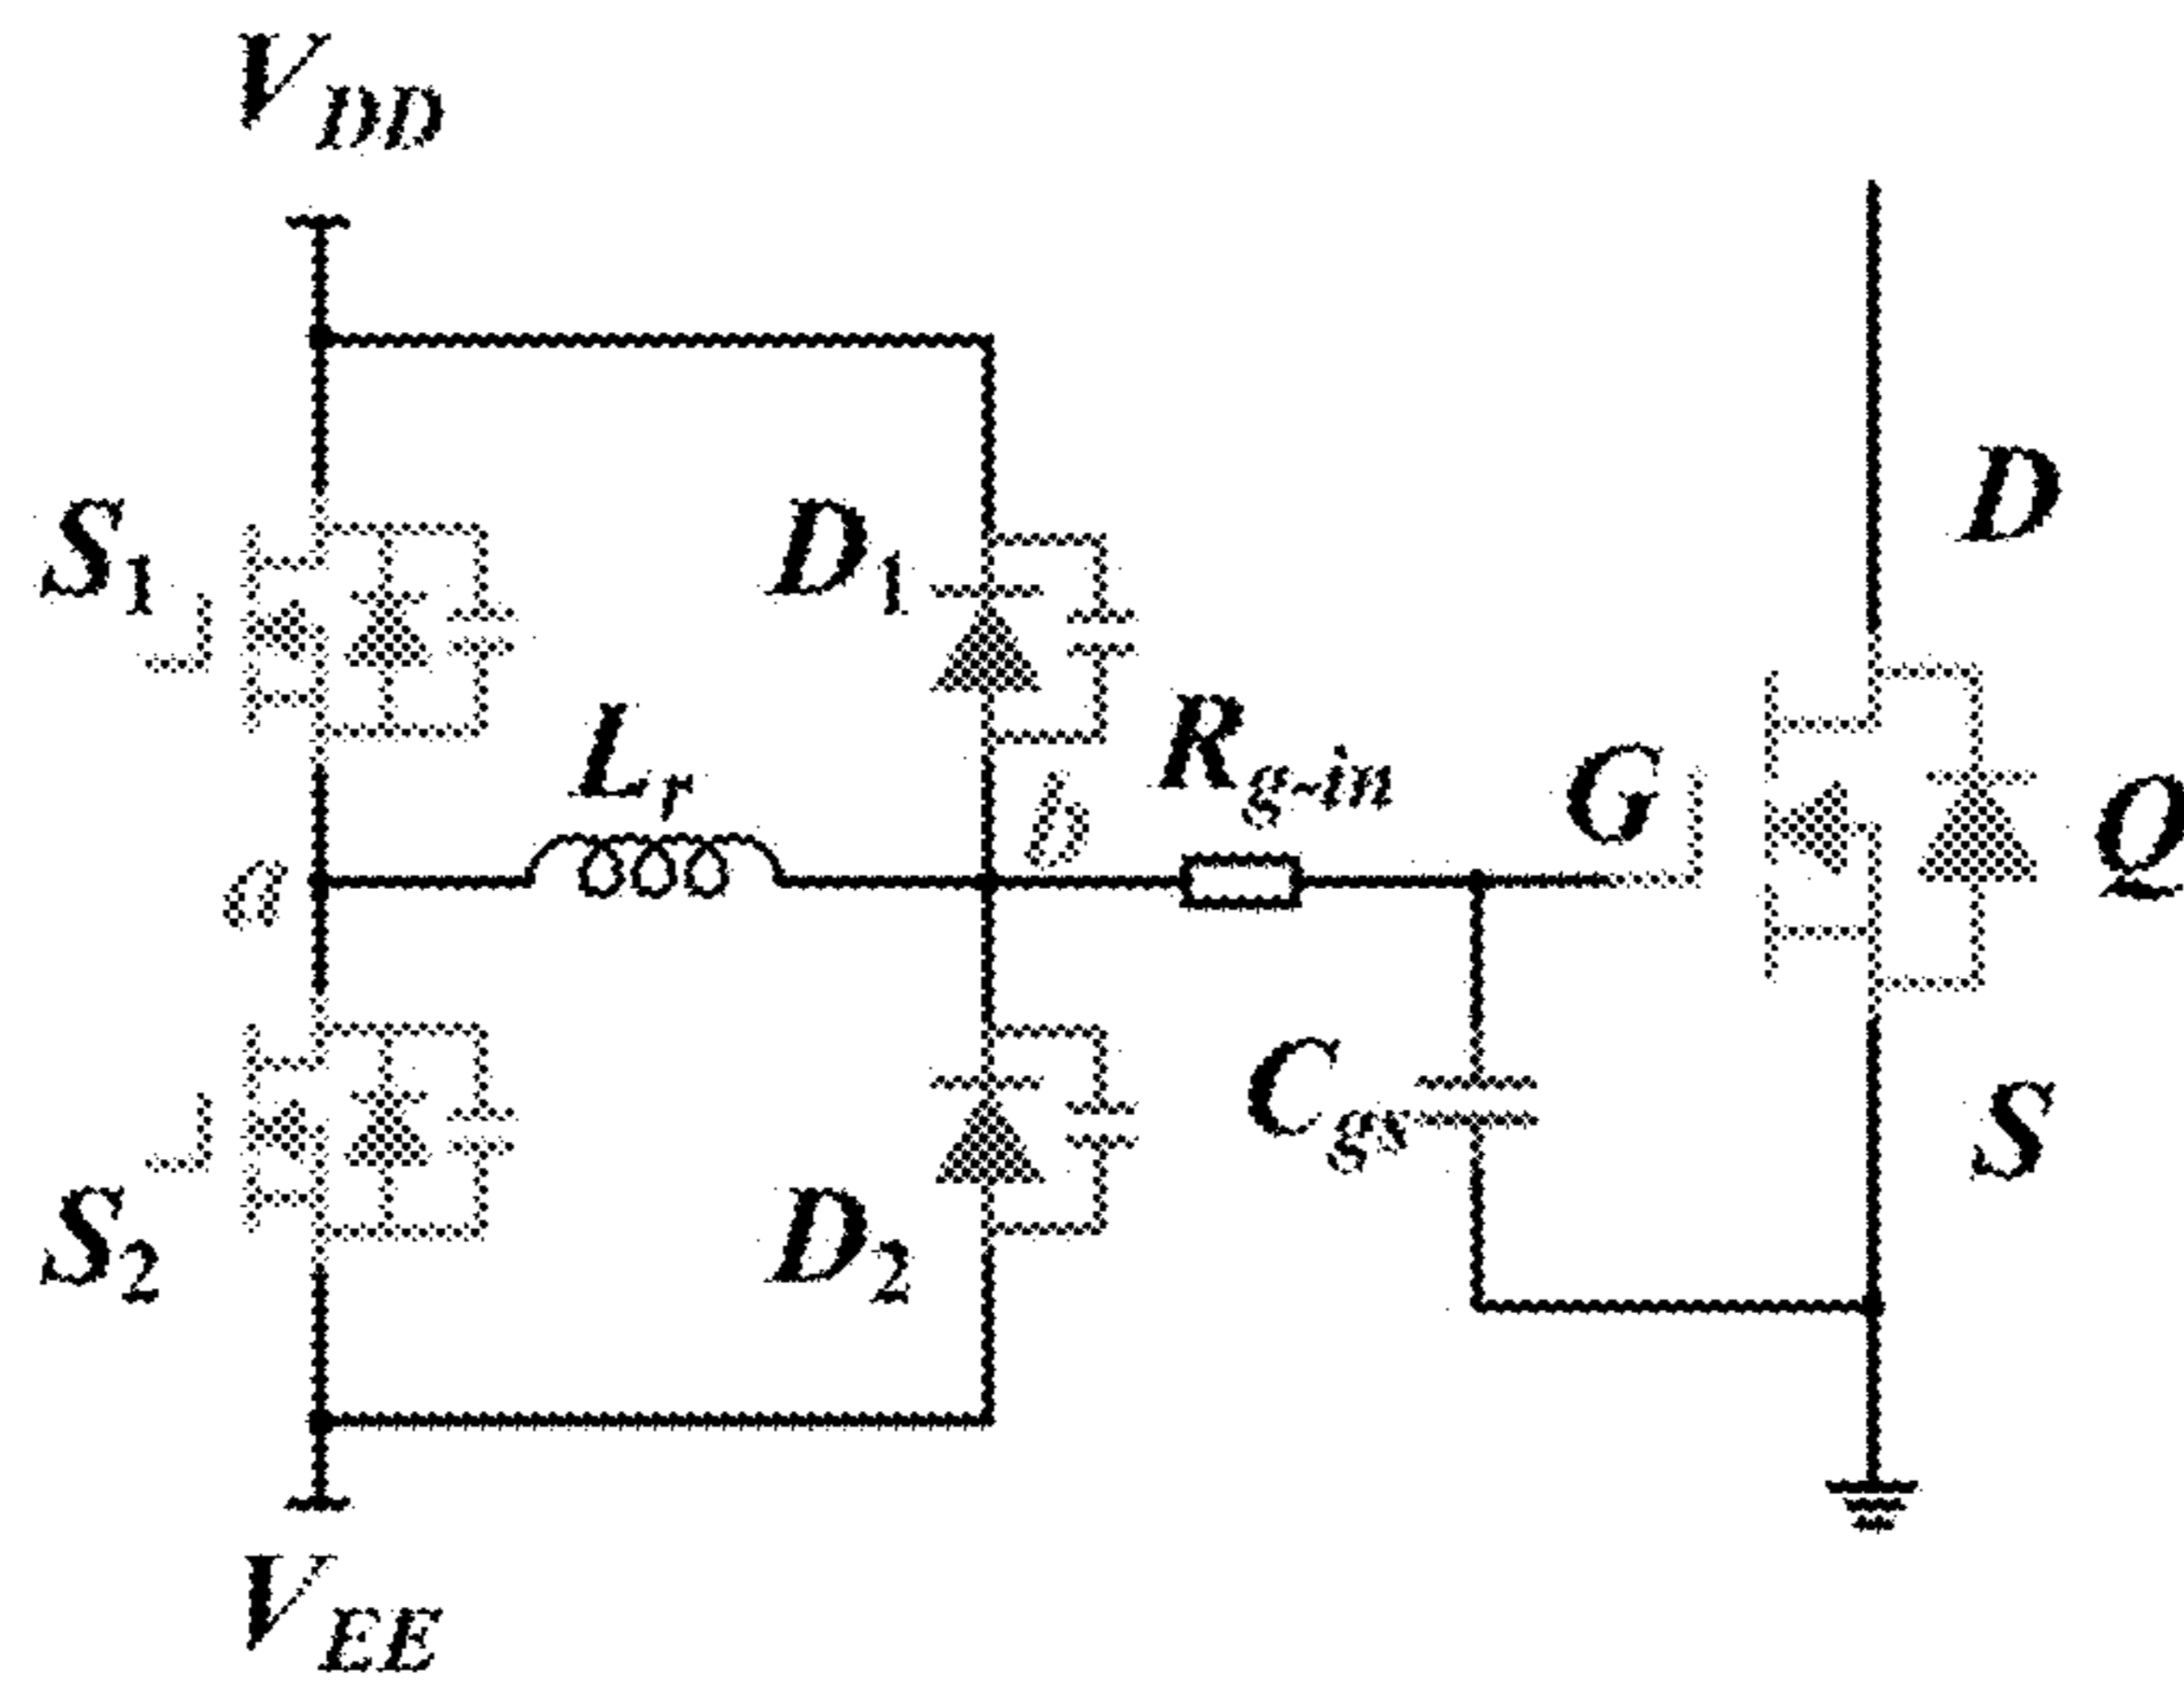 V_DD
S_1
D_1
D
L_r
R_g-in
G
Q
a
b
S_2
D_2
C_gs
S
V_EE